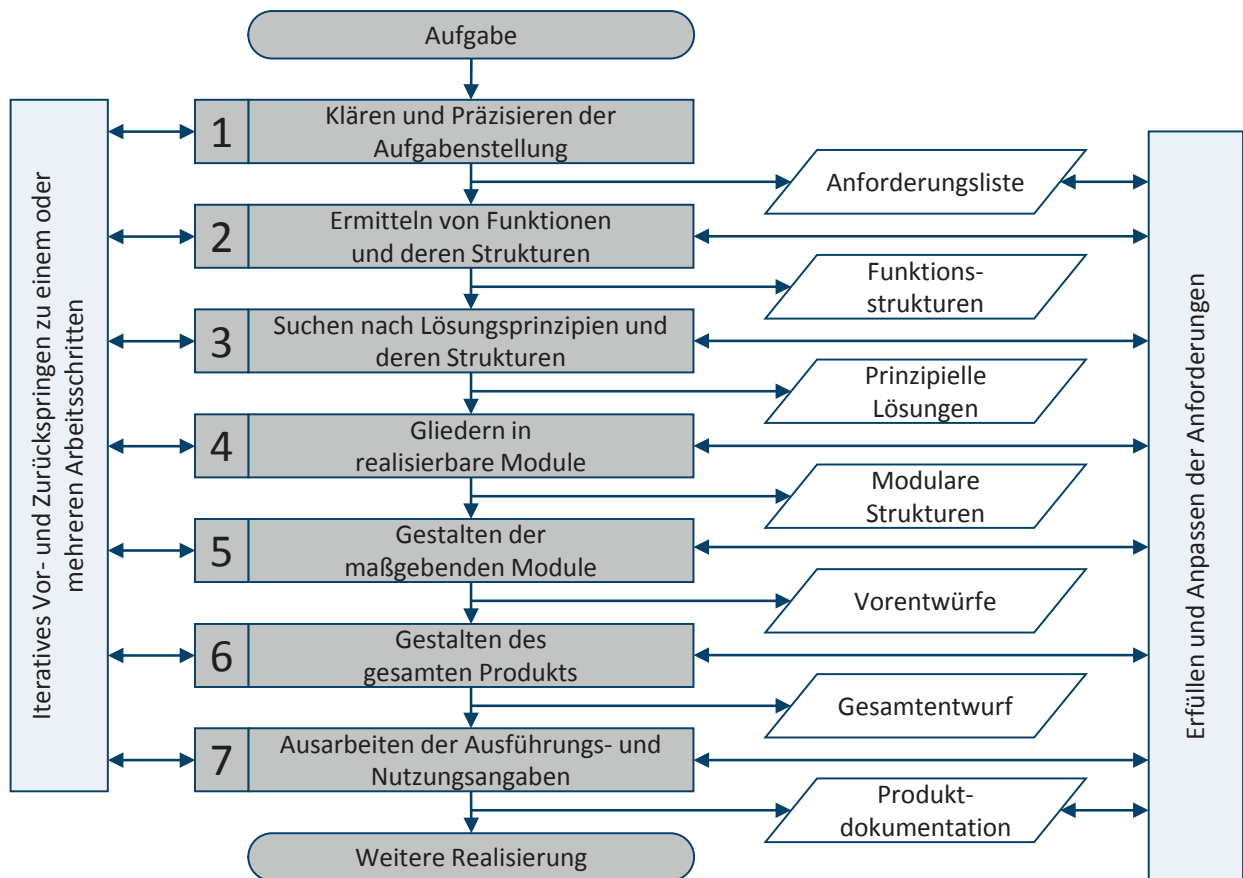 Aufgabe
Iteratives Vor- und Zurückspringen zu einem oder
mehreren Arbeitsschritten
1
Klären und Präzisieren der
Aufgabenstellung
Anforderungsliste
2
Ermitteln von Funktionen
und deren Strukturen
Funktions-
strukturen
3
Suchen nach Lösungsprinzipien und
deren Strukturen
Prinzipielle
Lösungen
4
Gliedern in
realisierbare Module
Modulare
Strukturen
5
Gestalten der
maßgebenden Module
Vorentwürfe
6
Gestalten des
gesamten Produkts
Gesamtentwurf
7
Ausarbeiten der Ausführungs- und
Nutzungsangaben
Produkt-
dokumentation
Weitere Realisierung
Erfüllen und Anpassen der Anforderungen